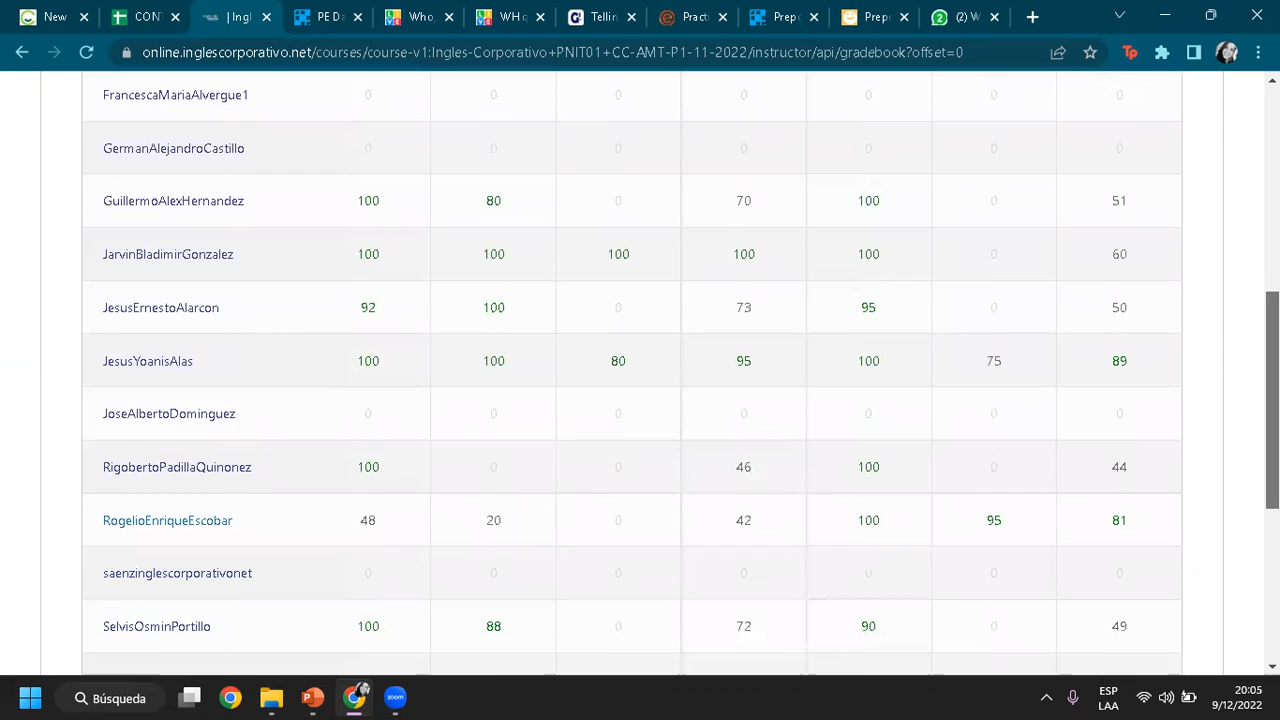 New
CON
| Ingl
PE Da
Who,
WH q
Tellin
Practi
Prepo
Prepo
(2) W
online.inglescorporativo.net/courses/course-v1:Ingles-Corporativo+PNIT01+CC-AMT-P1-11-2022/instructor/api/gradebook?offset=0
FrancescaMariaAlvergue1 0 0 0 0 0 0 0
GermanAlejandroCastillo 0 0 0 0 0 0 0
GuillermoAlexHernandez 100 80 0 70 100 0 51
JarvinBladimirGonzalez 100 100 100 100 100 0 60
JesusErnestoAlarcon 92 100 0 73 95 0 50
JesusYoanisAlas 100 100 80 95 100 75 89
JoseAlbertoDominguez 0 0 0 0 0 0 0
RigobertoPadillaQuinonez 100 0 0 46 100 0 44
RogelioEnriqueEscobar 48 20 0 42 100 95 81
saenzinglescorporativonet 0 0 0 0 0 0 0
SelvisOsminPortillo 100 88 0 72 90 0 49
Búsqueda
zoom
ESP
LAA
20:05
9/12/2022